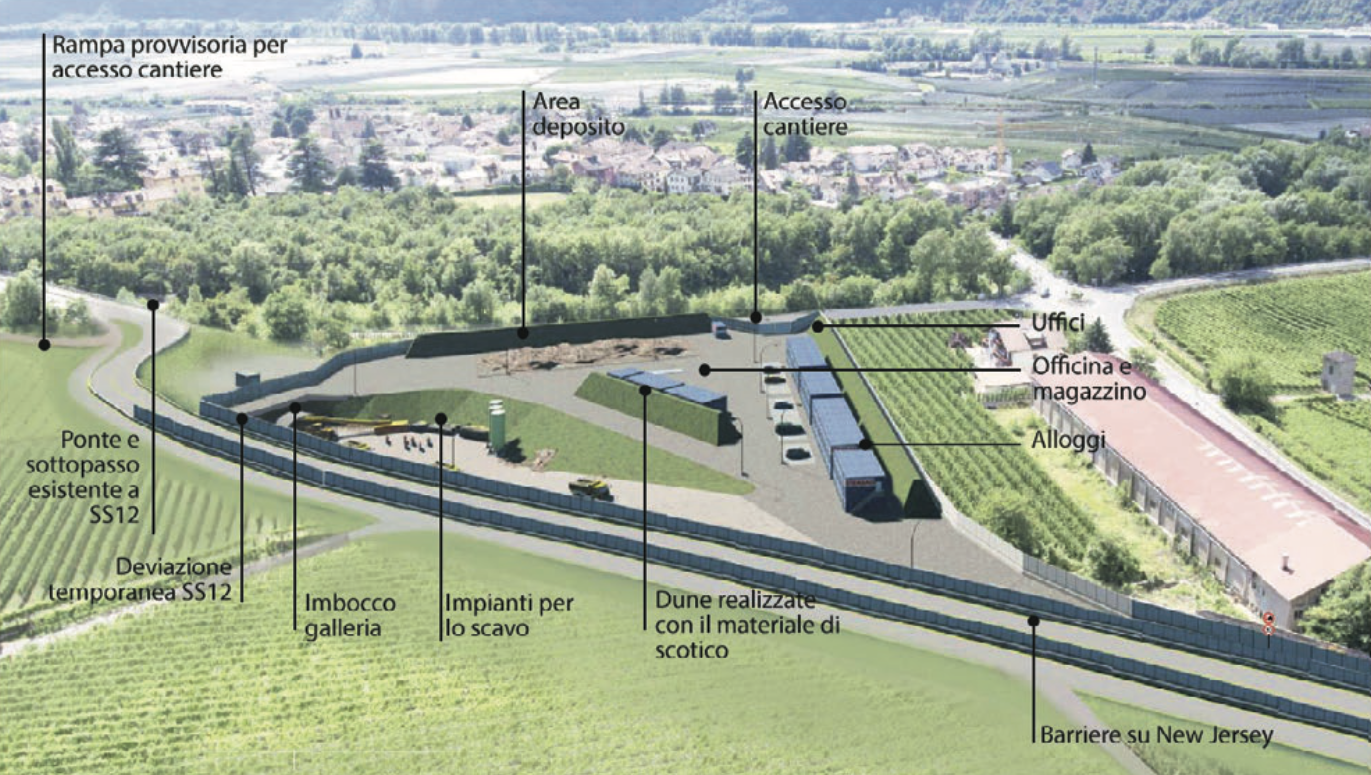 Rampa provvisoria per
accesso cantiere
Area
deposito
Accesso
cantiere
Uffici
Officina e
magazzino
Alloggi
Ponte e
sottopasso
esistente a
SS12
Deviazione
temporanea SS12
Imbocco
galleria
Impianti per
lo scavo
Dune realizzate
con il materiale di
scotico
Barriere su New Jersey